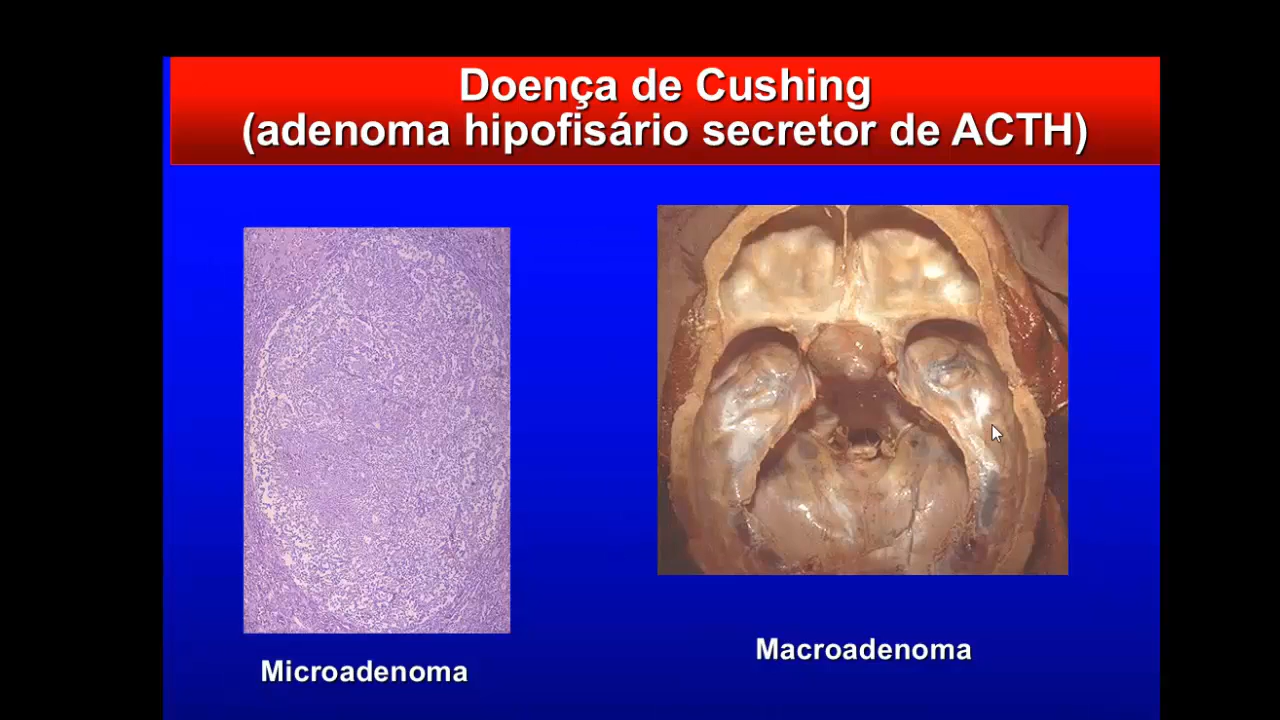 Doença de Cushing
(adenoma hipofisário secretor de ACTH)
Microadenoma
Macroadenoma